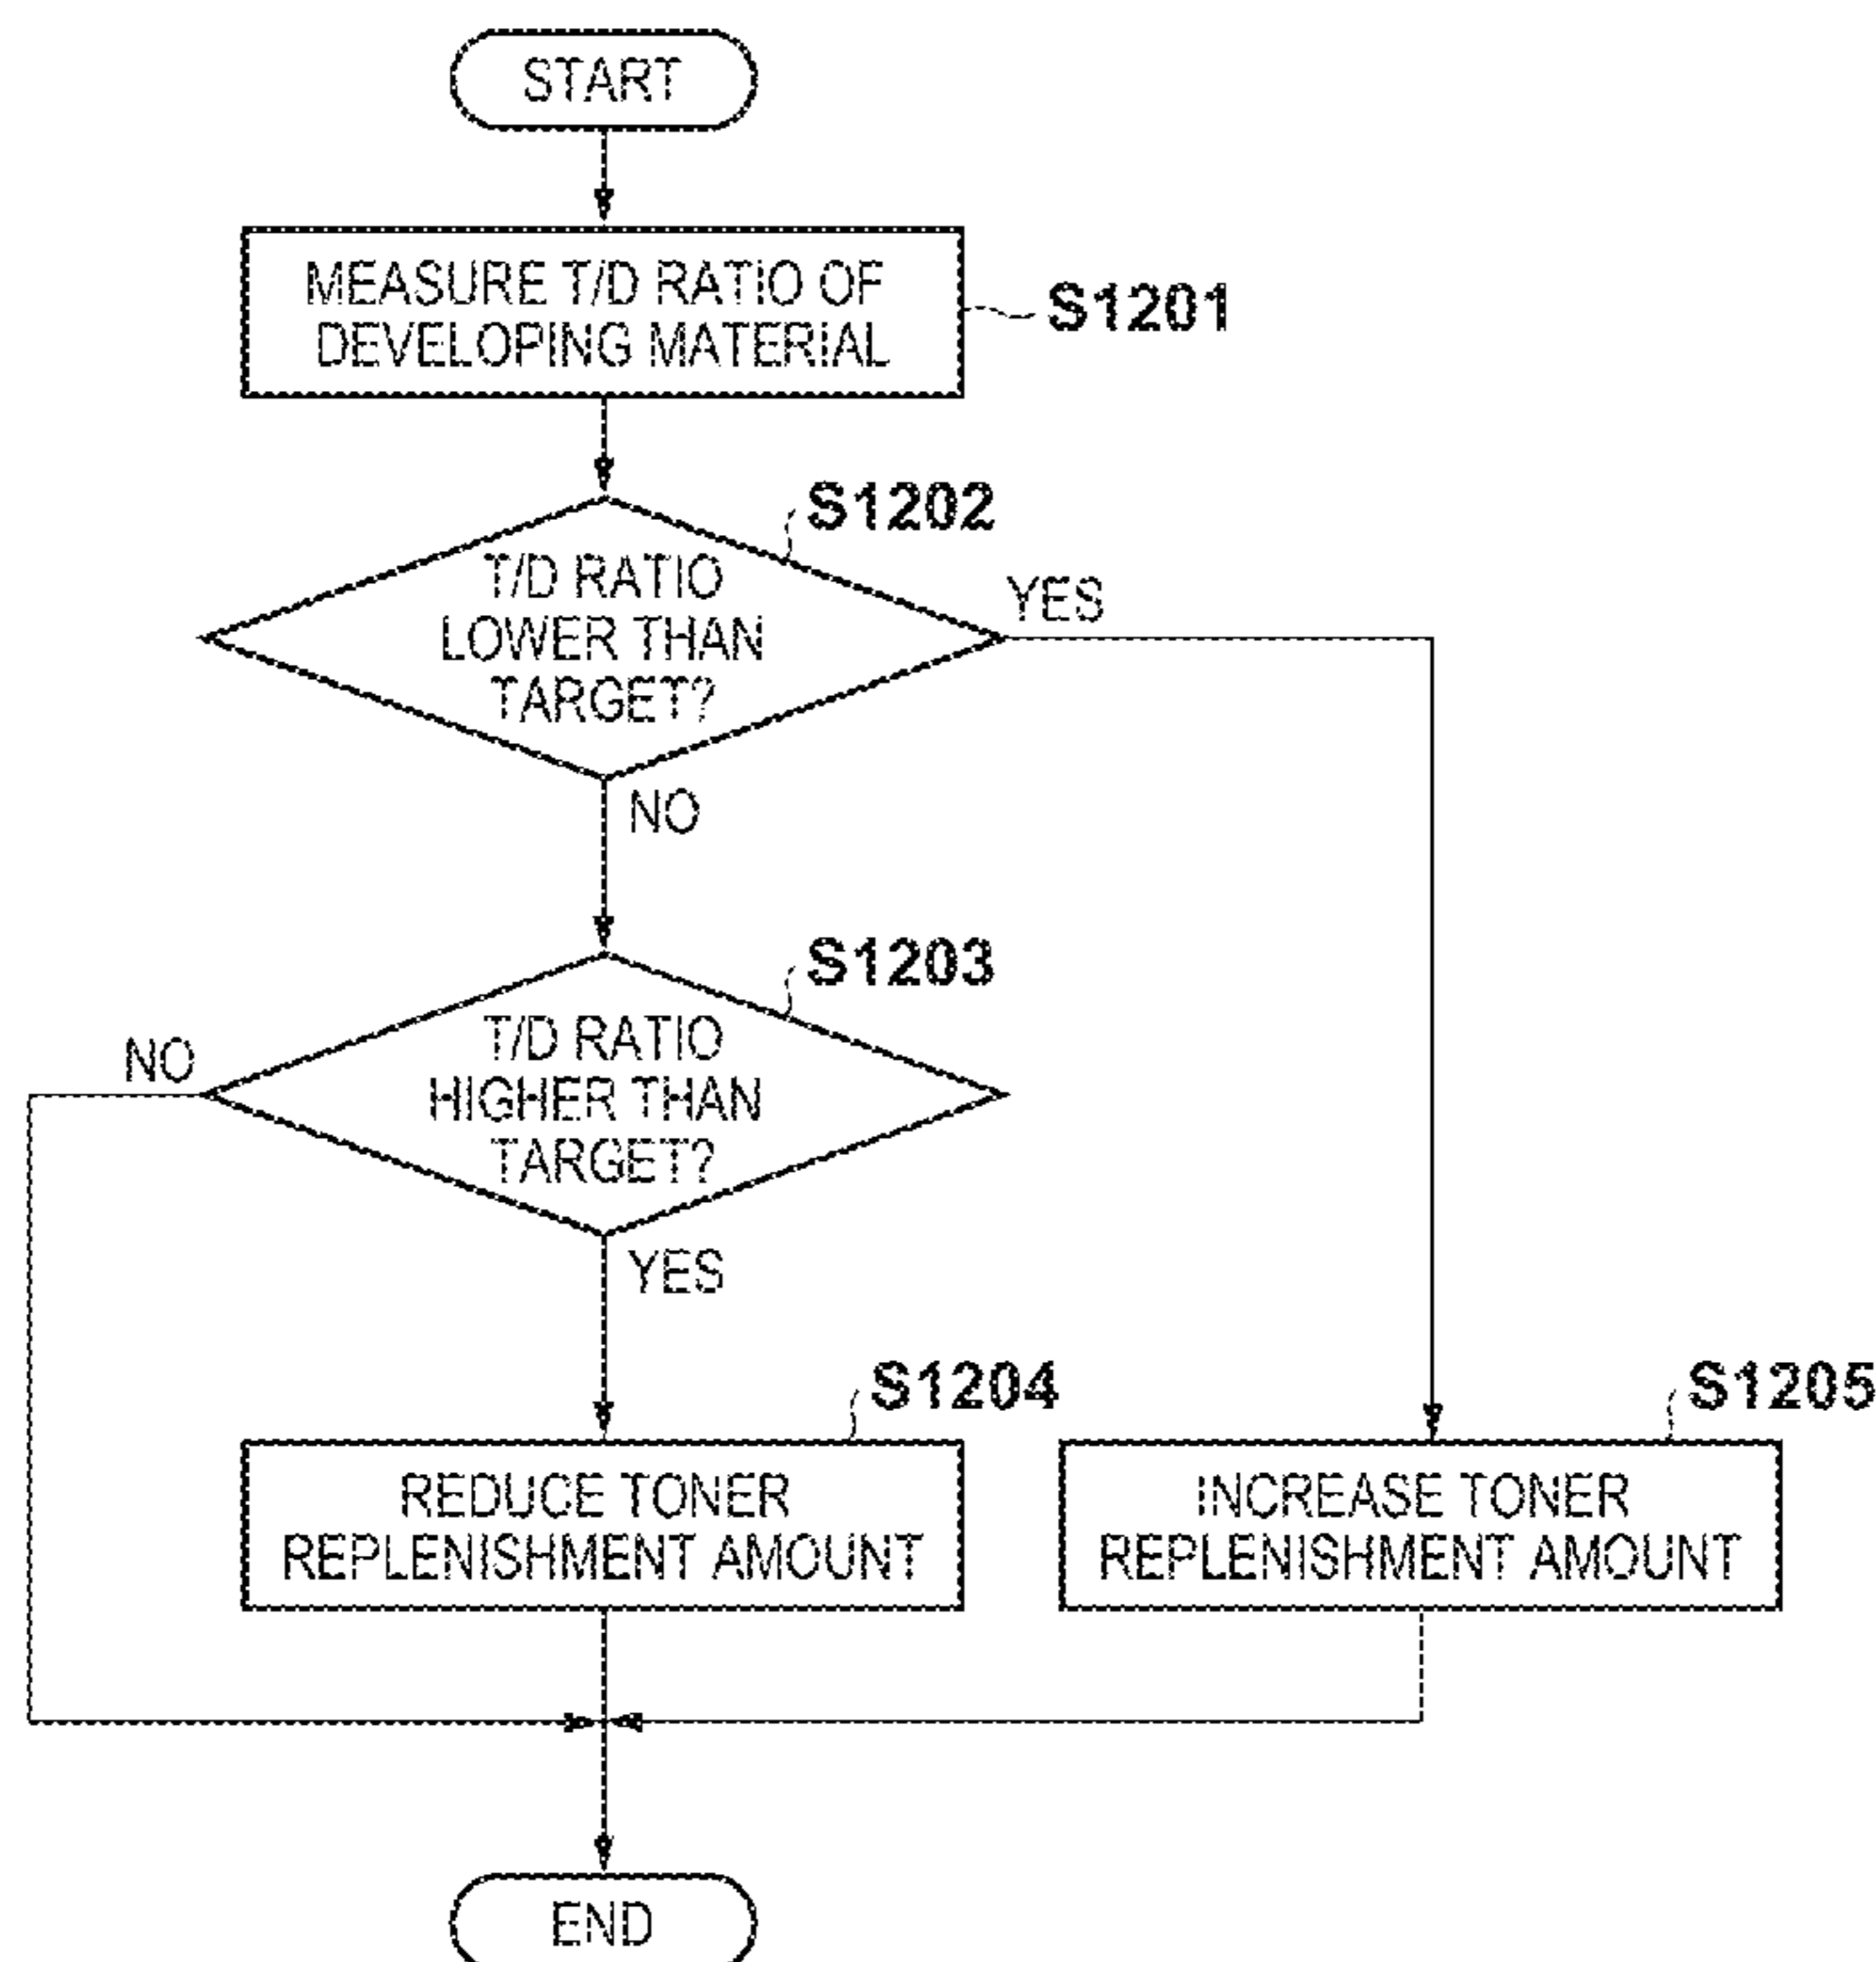 START
MEASURE T/D RATIO OF
DEVELOPING MATERIAL
S1201
S1202
T/D RATIO
LOWER THAN
TARGET?
YES
NO
S1203
T/D RATIO
HIGHER THAN
TARGET?
NO
YES
S1204
REDUCE TONER
REPLENISHMENT AMOUNT
S1205
INCREASE TONER
REPLENISHMENT AMOUNT
END